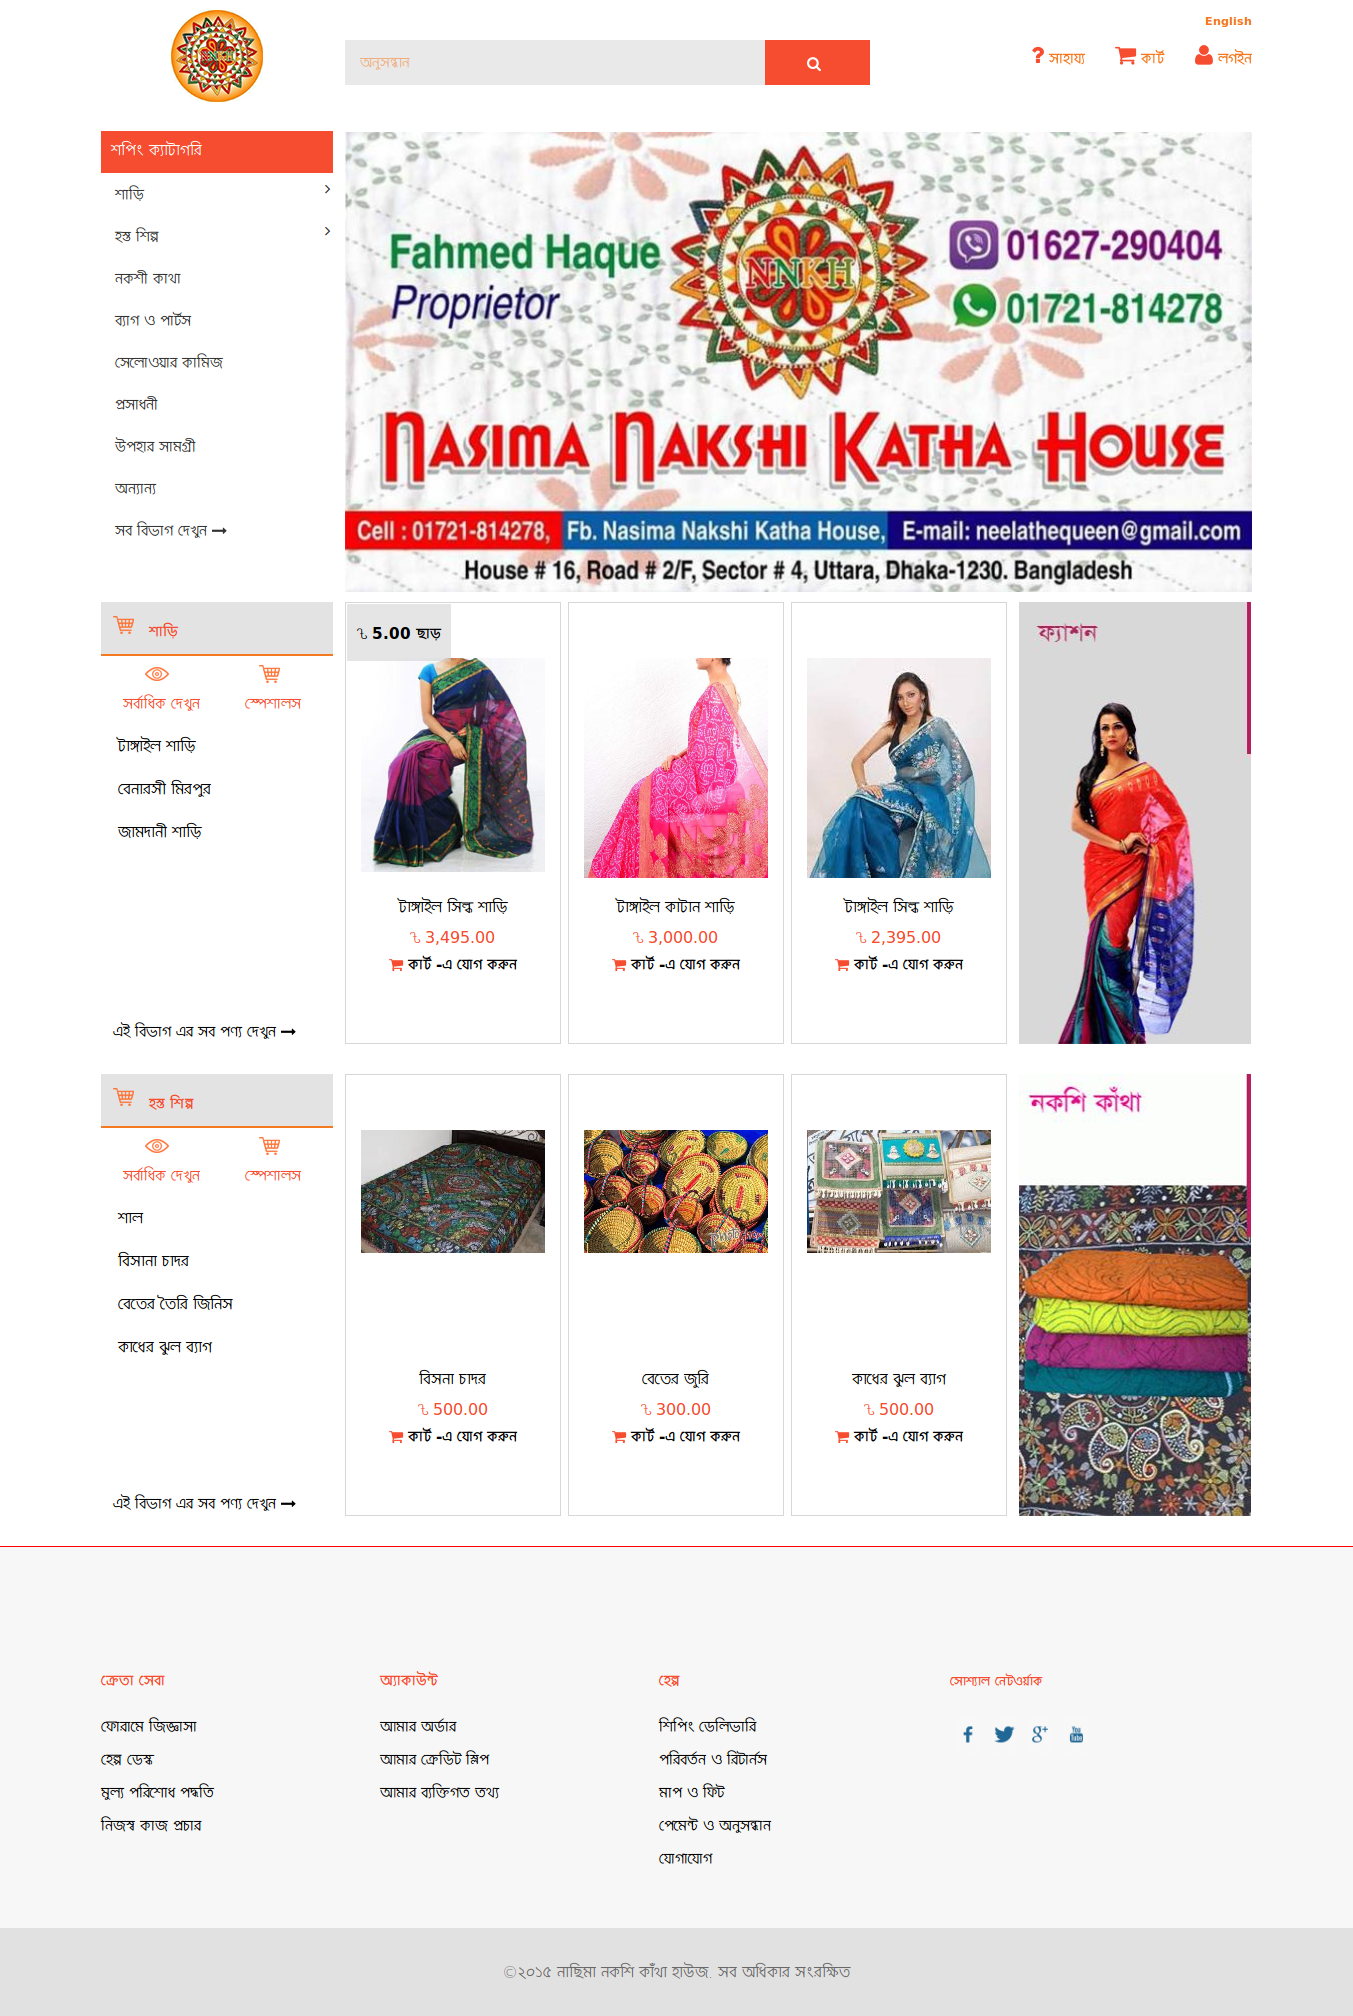 English
NNKH
অনুসন্ধান
? সাহায্য কার্ট লগইন
শপিং ক্যাটাগরি
শাড়ি
হস্ত শিল্প
নকশী কাথা
ব্যাগ ও পার্টস
সেলোওয়ার কামিজ
প্রসাধনী
উপহার সামগ্রী
অন্যান্য
সব বিভাগ দেখুন
Fahmed Haque
Proprietor
NNKH
01627-290404
01721-814278
NASIMA NAKSHI KATHA HOUSE
Cell : 01721-814278, Fb. Nasima Nakshi Katha House, E-mail: neelathequeen@gmail.com
House # 16, Road # 2/F, Sector # 4, Uttara, Dhaka-1230. Bangladesh
শাড়ি
সর্বাধিক দেখুন স্পেশালস
টাঙ্গাইল শাড়ি
বেনারসী মিরপুর
জামদানী শাড়ি
এই বিভাগ এর সব পণ্য দেখুন
৳ 5.00 ছাড়
টাঙ্গাইল সিল্ক শাড়ি
৳ 3,495.00
কার্ট -এ যোগ করুন
টাঙ্গাইল কাটান শাড়ি
৳ 3,000.00
কার্ট -এ যোগ করুন
টাঙ্গাইল সিল্ক শাড়ি
৳ 2,395.00
কার্ট -এ যোগ করুন
ফ্যাশন
হস্ত শিল্প
সর্বাধিক দেখুন স্পেশালস
শাল
বিসানা চাদর
বেতের তৈরি জিনিস
কাধের ঝুল ব্যাগ
এই বিভাগ এর সব পণ্য দেখুন
বিসনা চাদর
৳ 500.00
কার্ট -এ যোগ করুন
বেতের জুরি
৳ 300.00
কার্ট -এ যোগ করুন
কাধের ঝুল ব্যাগ
৳ 500.00
কার্ট -এ যোগ করুন
নকশি কাঁথা
ক্রেতা সেবা
ফোরামে জিজ্ঞাসা
হেল্প ডেস্ক
মুল্য পরিশোধ পদ্ধতি
নিজস্ব কাজ প্রচার
অ্যাকাউন্ট
আমার অর্ডার
আমার ক্রেডিট স্লিপ
আমার ব্যক্তিগত তথ্য
হেল্প
শিপিং ডেলিভারি
পরিবর্তন ও রিটার্নস
মাপ ও ফিট
পেমেন্ট ও অনুসন্ধান
যোগাযোগ
সোশ্যাল নেটওর্য়াক
©২০১৫ নাছিমা নকশি কাঁথা হাউজ. সব অধিকার সংরক্ষিত